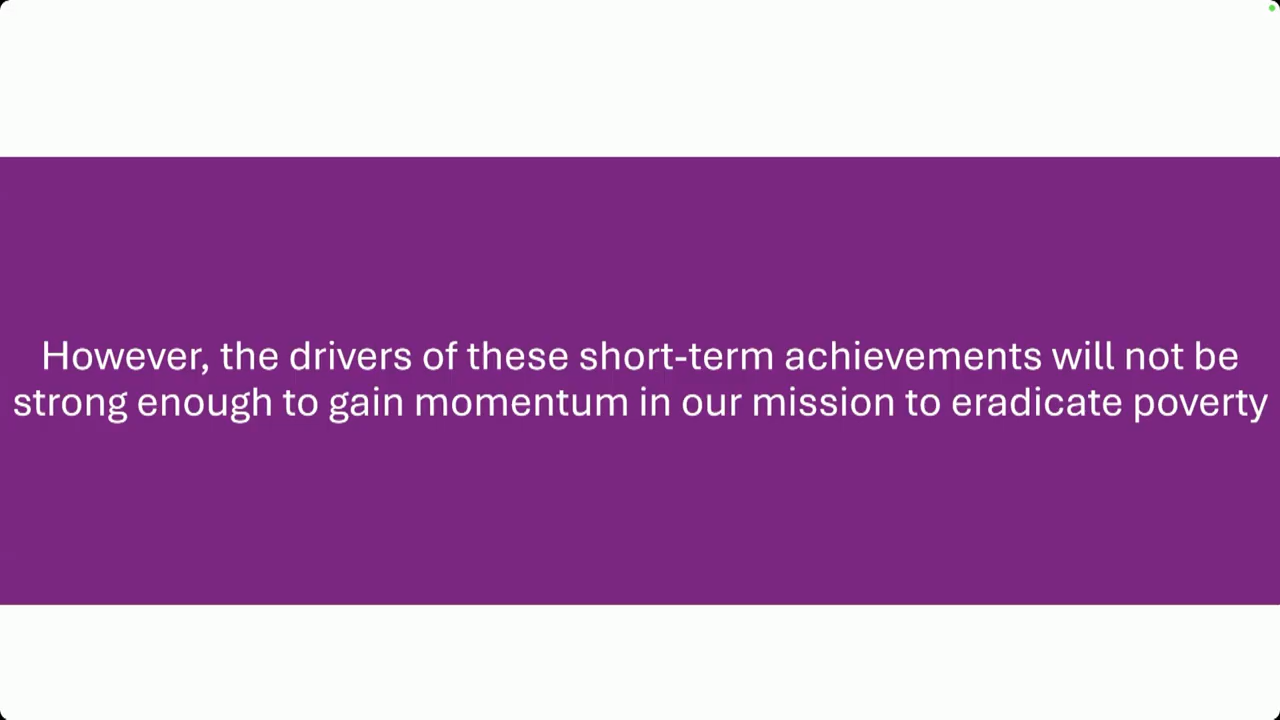 However, the drivers of these short-term achievements will not be
strong enough to gain momentum in our mission to eradicate poverty